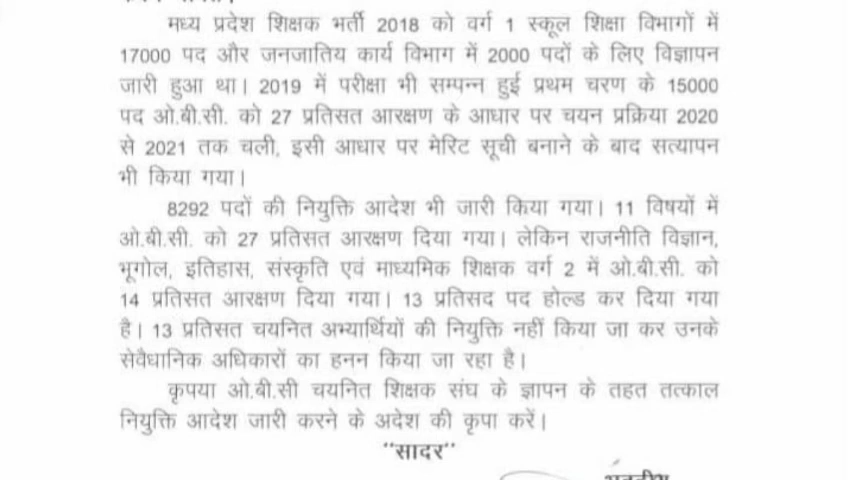 मध्य प्रदेश शिक्षक भर्ती 2018 को वर्ग 1 स्कूल शिक्षा विभागों में
17000 पद और जनजातिय कार्य विभाग में 2000 पदों के लिए विज्ञापन
जारी हुआ था। 2019 में परीक्षा भी सम्पन्न हुई प्रथम चरण के 15000
पद ओ.बी.सी. को 27 प्रतिसत आरक्षण के आधार पर चयन प्रक्रिया 2020
से 2021 तक चली, इसी आधार पर मेरिट सूची बनाने के बाद सत्यापन
भी किया गया।
8292 पदों की नियुक्ति आदेश भी जारी किया गया। 11 विषयों में
ओ.बी.सी. को 27 प्रतिसत आरक्षण दिया गया। लेकिन राजनीति विज्ञान,
भूगोल, इतिहास, संस्कृति एवं माध्यमिक शिक्षक वर्ग 2 में ओ.बी.सी. को
14 प्रतिसत आरक्षण दिया गया। 13 प्रतिसद पद होल्ड कर दिया गया
है। 13 प्रतिसत चयनित अभ्यार्थियों की नियुक्ति नहीं किया जा कर उनके
सेवैधानिक अधिकारों का हनन किया जा रहा है।
कृपया ओ.बी.सी चयनित शिक्षक संघ के ज्ञापन के तहत तत्काल
नियुक्ति आदेश जारी करने के अदेश की कृपा करें।
"सादर"